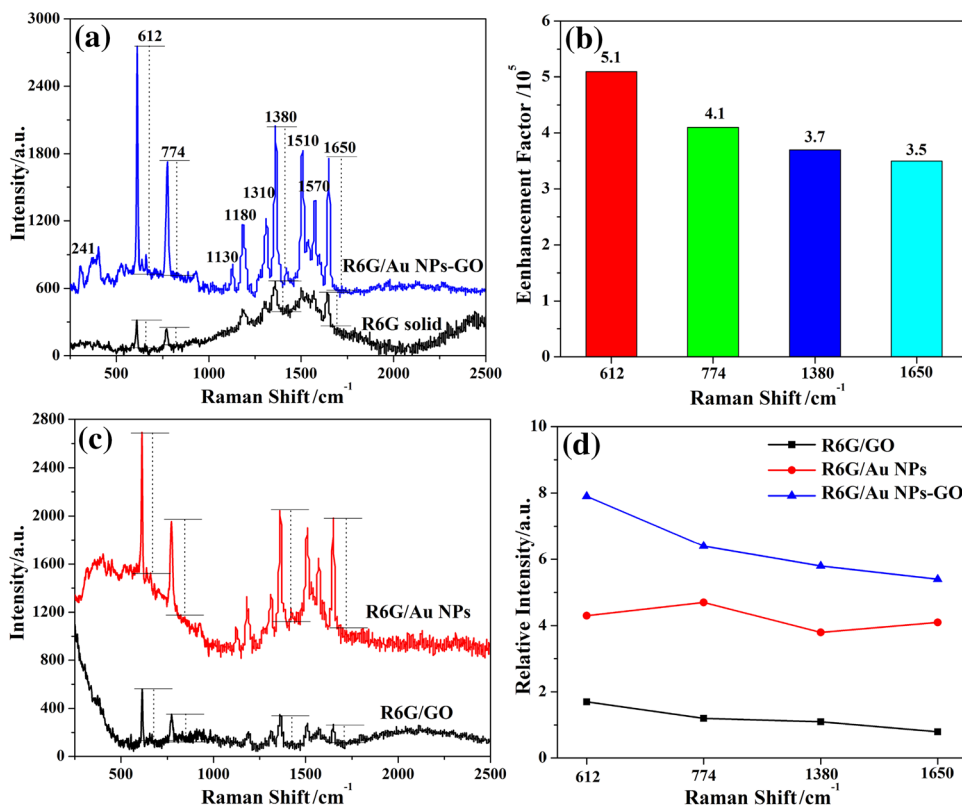 (a)
3000
2400
1800
1200
600
0
Intensity/a.u.
612
774
241
1130
1180
1310
1380
1510
1570
1650
R6G/Au NPs-GO
R6G solid
500 1000 1500 2000 2500
Raman Shift/cm-1
(b)
6
5
4
3
2
1
0
Eenhancement Factor /10^5
5.1
4.1
3.7
3.5
612 774 1380 1650
Raman Shift/cm-1
(c)
2800
2400
2000
1600
1200
800
400
0
Intensity/a.u.
R6G/Au NPs
R6G/GO
500 1000 1500 2000 2500
Raman Shift/cm-1
(d)
10
8
6
4
2
0
Relative Intensity/a.u.
R6G/GO
R6G/Au NPs
R6G/Au NPs-GO
612 774 1380 1650
Raman Shift/cm-1